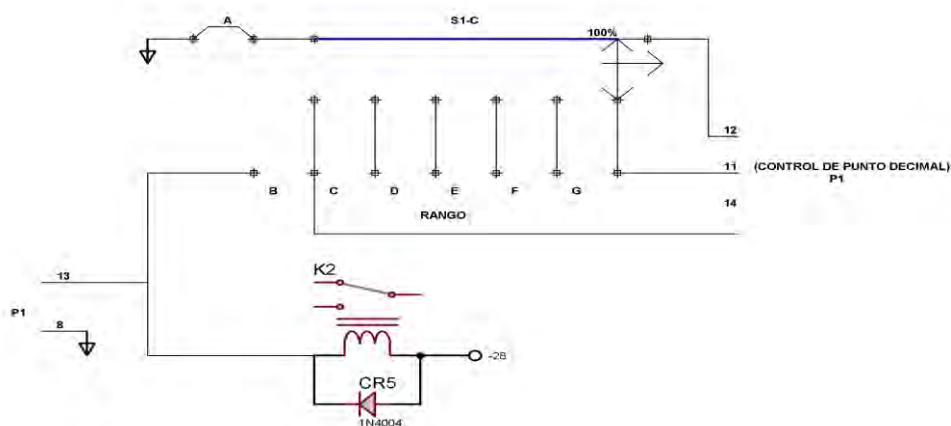 A
S1-C
100%
12
11 (CONTROL DE PUNTO DECIMAL)
P1
B C D E F G
14
RANGO
K2
13
P1
8
-28
CR5
1N4004